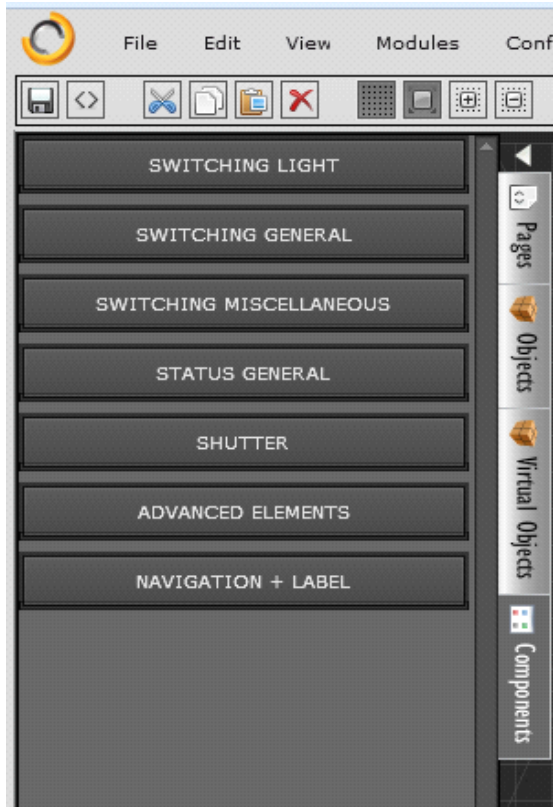 File Edit View Modules Conf
SWITCHING LIGHT
SWITCHING GENERAL
SWITCHING MISCELLANEOUS
STATUS GENERAL
SHUTTER
ADVANCED ELEMENTS
NAVIGATION + LABEL
Pages
Objects
Virtual Objects
Components